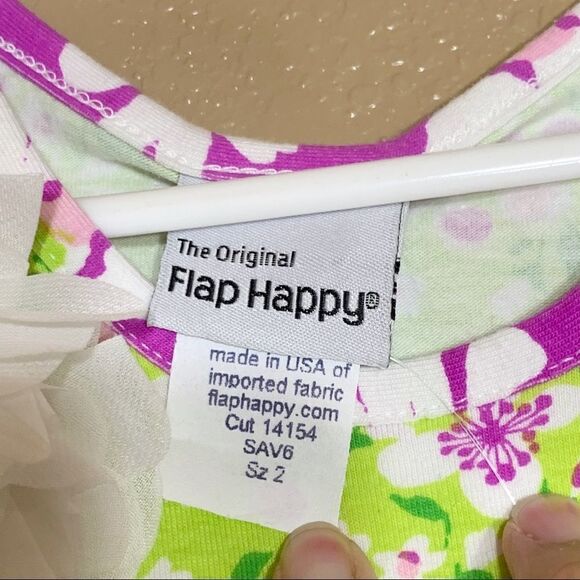 The Original
Flap Happy®
made in USA of
imported fabric
flaphappy.com
Cut 14154
SAV6
Sz 2